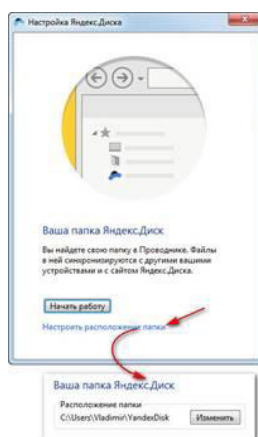 Настройка Яндекс.Диска
Ваша папка Яндекс.Диск
Вы найдете свою папку в Проводнике. Файлы
в ней синхронизируются с другими вашими
устройствами и с сайтом Яндекс.Диска.
Начать работу
Настроить расположение папки
Ваша папка Яндекс.Диск
Расположение папки
C:\Users\Vladimir\YandexDisk
Изменить